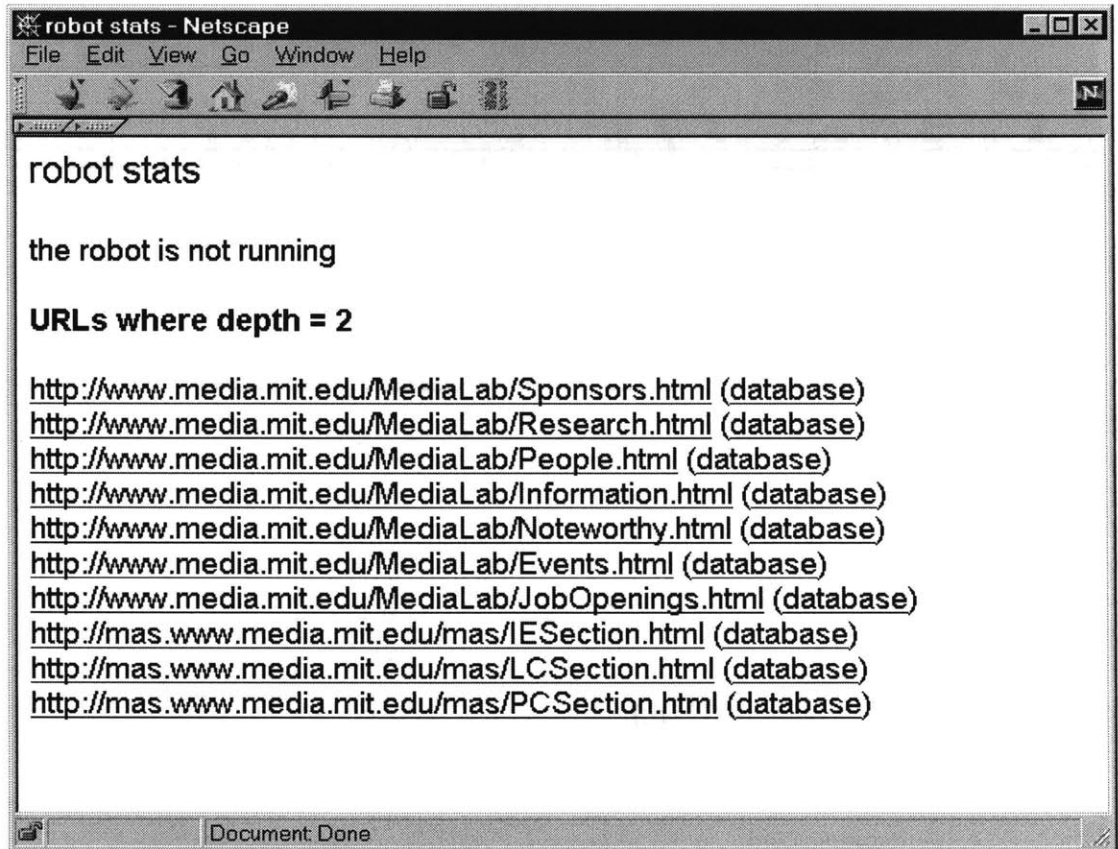 robot stats - Netscape
File Edit View Go Window Help
N
robot stats
the robot is not running
URLs where depth = 2
http://www.media.mit.edu/MediaLab/Sponsors.html (database)
http://www.media.mit.edu/MediaLab/Research.html (database)
http://www.media.mit.edu/MediaLab/People.html (database)
http://www.media.mit.edu/MediaLab/Information.html (database)
http://www.media.mit.edu/MediaLab/Noteworthy.html (database)
http://www.media.mit.edu/MediaLab/Events.html (database)
http://www.media.mit.edu/MediaLab/JobOpenings.html (database)
http://mas.www.media.mit.edu/mas/IESection.html (database)
http://mas.www.media.mit.edu/mas/LCSection.html (database)
http://mas.www.media.mit.edu/mas/PCSection.html (database)
Document: Done